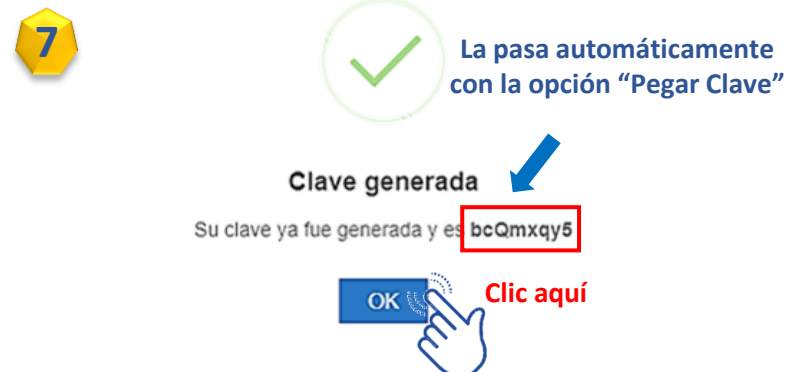 7
La pasa automáticamente
con la opción “Pegar Clave”
Clave generada
Su clave ya fue generada y es bcQmxqy5
OK
Clic aquí